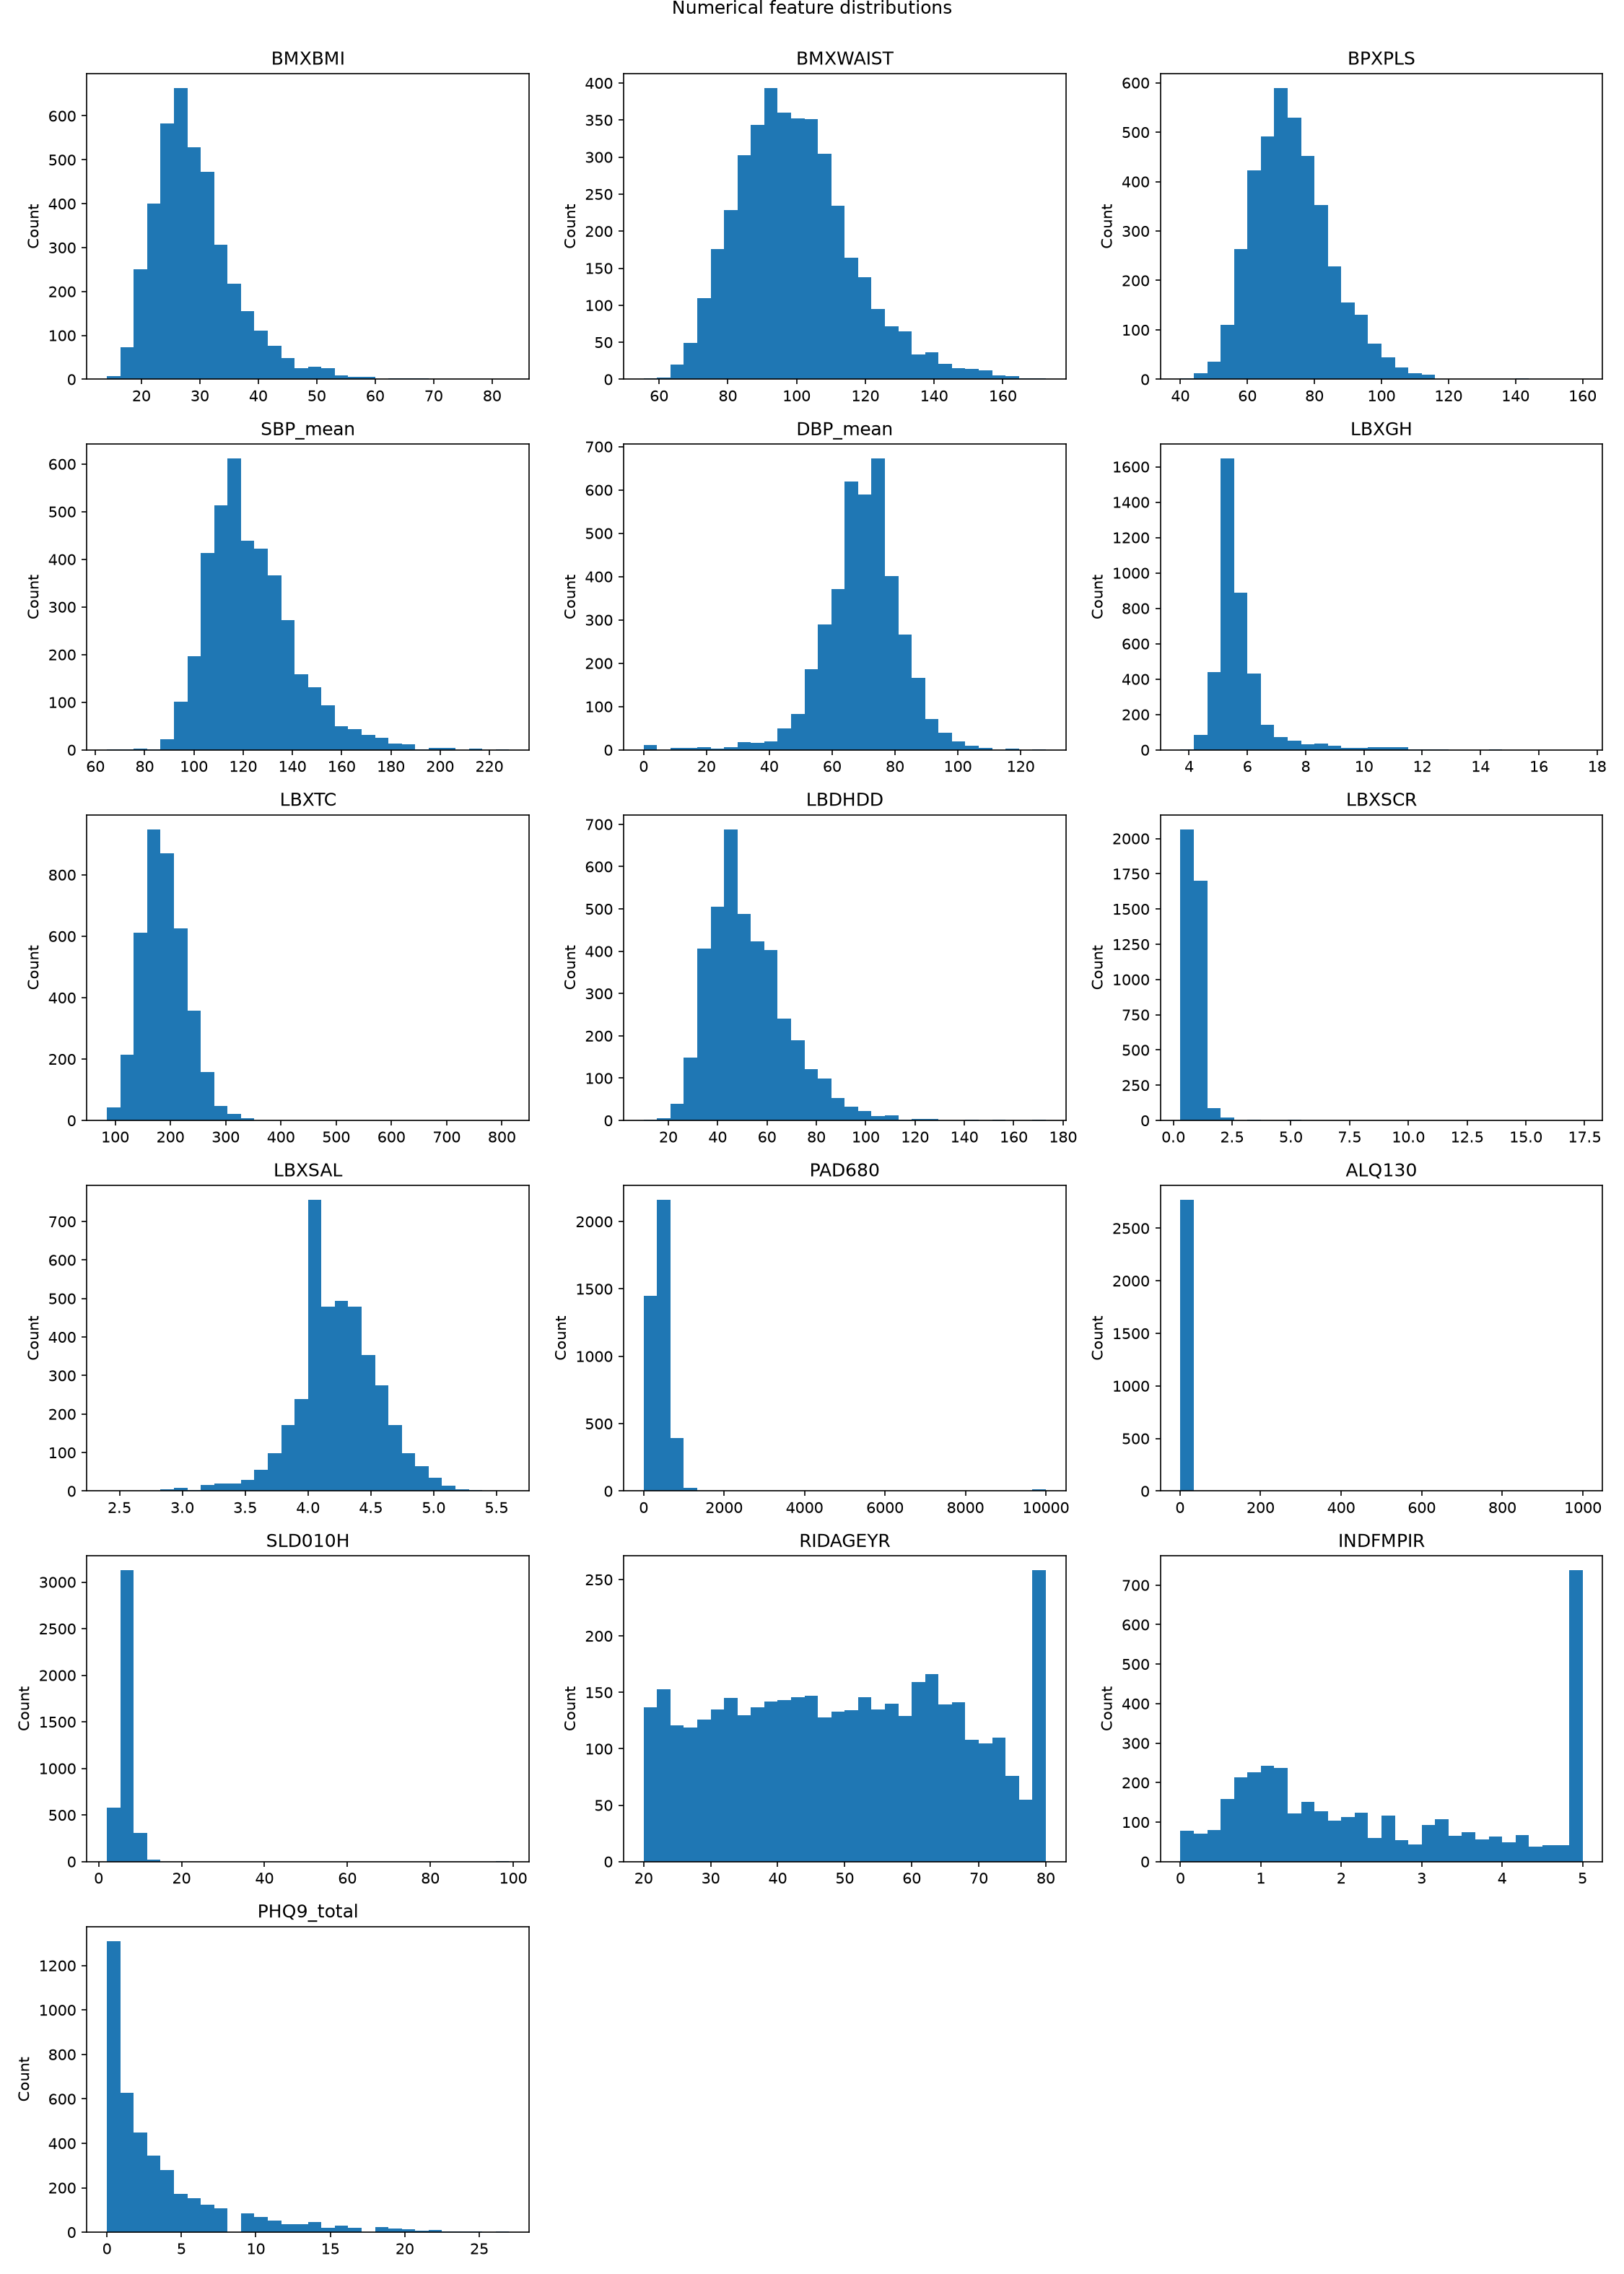 Numerical feature distributions
BMXBMI
Count
600
500
400
300
200
100
0
20 30 40 50 60 70 80
BMXWAIST
Count
400
350
300
250
200
150
100
50
0
60 80 100 120 140 160
BPXPLS
Count
600
500
400
300
200
100
0
40 60 80 100 120 140 160
SBP_mean
Count
600
500
400
300
200
100
0
60 80 100 120 140 160 180 200 220
DBP_mean
Count
700
600
500
400
300
200
100
0
0 20 40 60 80 100 120
LBXGH
Count
1600
1400
1200
1000
800
600
400
200
0
4 6 8 10 12 14 16 18
LBXTC
Count
800
600
400
200
0
100 200 300 400 500 600 700 800
LBDHDD
Count
700
600
500
400
300
200
100
0
20 40 60 80 100 120 140 160 180
LBXSCR
Count
2000
1750
1500
1250
1000
750
500
250
0
0.0 2.5 5.0 7.5 10.0 12.5 15.0 17.5
LBXSAL
Count
700
600
500
400
300
200
100
0
2.5 3.0 3.5 4.0 4.5 5.0 5.5
PAD680
Count
2000
1500
1000
500
0
0 2000 4000 6000 8000 10000
ALQ130
Count
2500
2000
1500
1000
500
0
0 200 400 600 800 1000
SLD010H
Count
3000
2500
2000
1500
1000
500
0
0 20 40 60 80 100
RIDAGEYR
Count
250
200
150
100
50
0
20 30 40 50 60 70 80
INDFMPIR
Count
700
600
500
400
300
200
100
0
0 1 2 3 4 5
PHQ9_total
Count
1200
1000
800
600
400
200
0
0 5 10 15 20 25